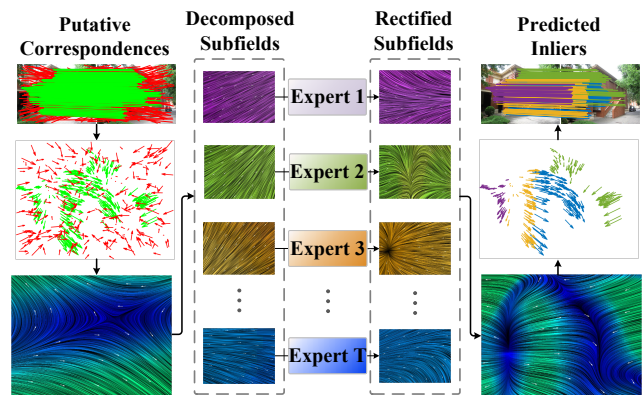 Putative
Correspondences
Decomposed
Subfields
Rectified
Subfields
Predicted
Inliers
Expert 1
Expert 2
Expert 3
Expert T